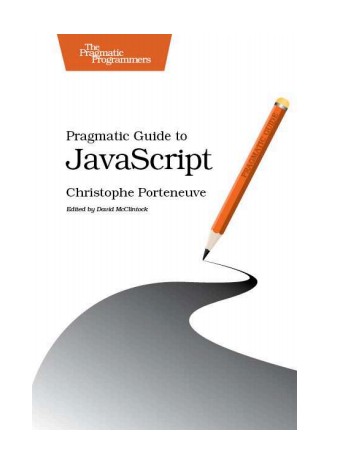 The
Pragmatic
Programmers
Pragmatic Guide to
JavaScript
Christophe Porteneuve
Edited by David McClintock